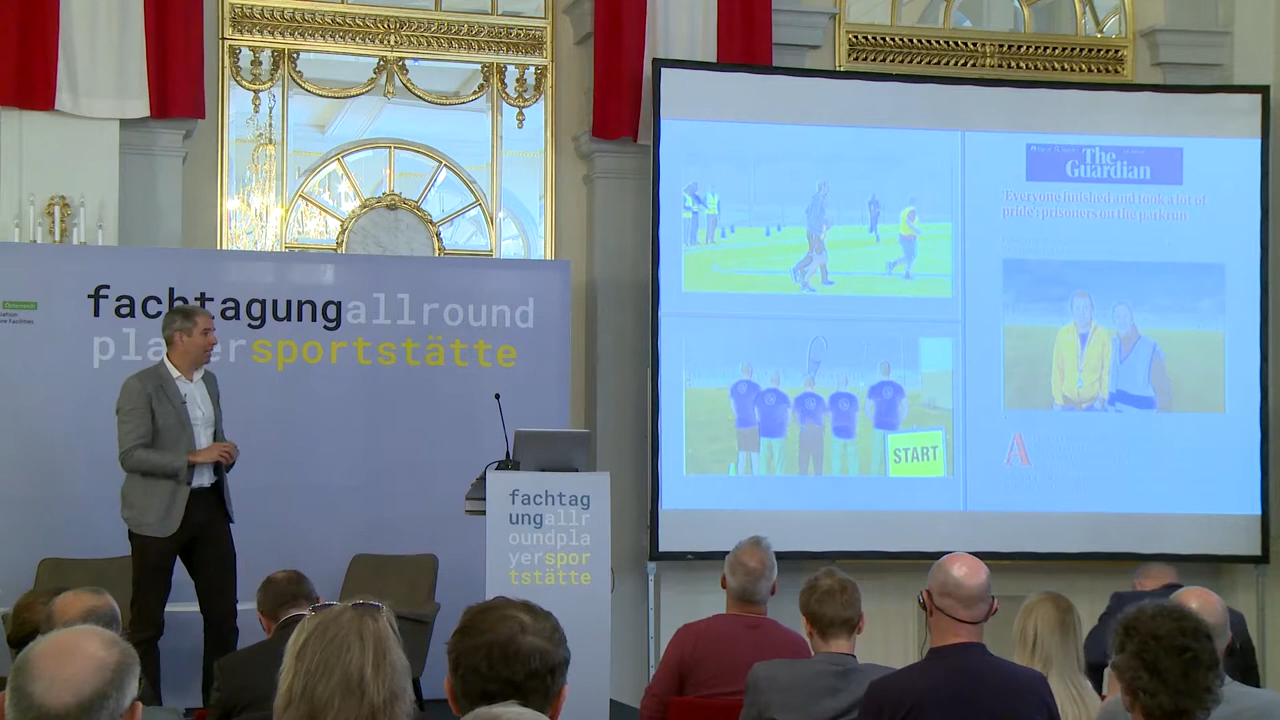 Österreich
fachtagungallround
playersportstätte
fachtag
ungallr
oundpla
yerspor
tstätte
The
Guardian
'Everyone finished and took a lot of
pride': prisoners on the parkrun
START
A